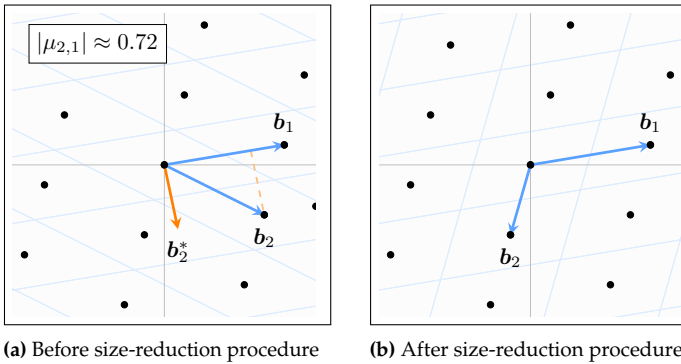 |μ₂,₁| ≈ 0.72
b₁
b₂
b₂*
b₁
b₂
(a) Before size-reduction procedure
(b) After size-reduction procedure